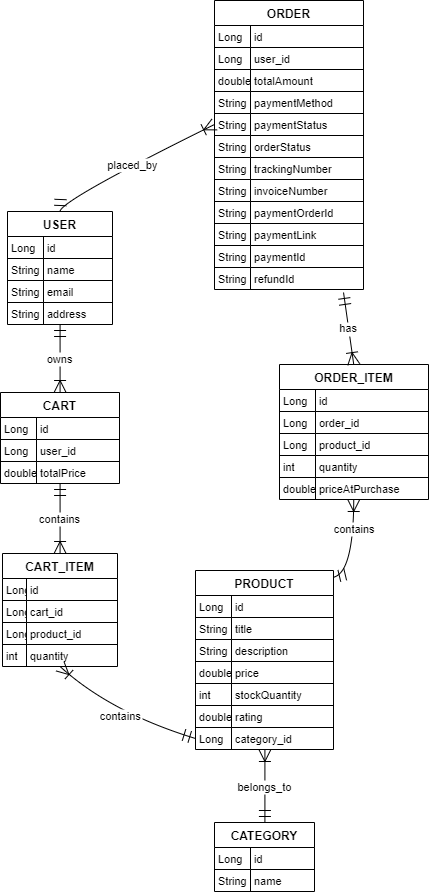 ORDER
Long id
Long user_id
double totalAmount
String paymentMethod
String paymentStatus
String orderStatus
String trackingNumber
String invoiceNumber
String paymentOrderId
String paymentLink
String paymentId
String refundId
placed_by
USER
Long id
String name
String email
String address
has
owns
ORDER_ITEM
Long id
Long order_id
Long product_id
int quantity
double priceAtPurchase
CART
Long id
Long user_id
double totalPrice
contains
contains
CART_ITEM
Long id
Long cart_id
Long product_id
int quantity
PRODUCT
Long id
String title
String description
double price
int stockQuantity
double rating
Long category_id
contains
belongs_to
CATEGORY
Long id
String name